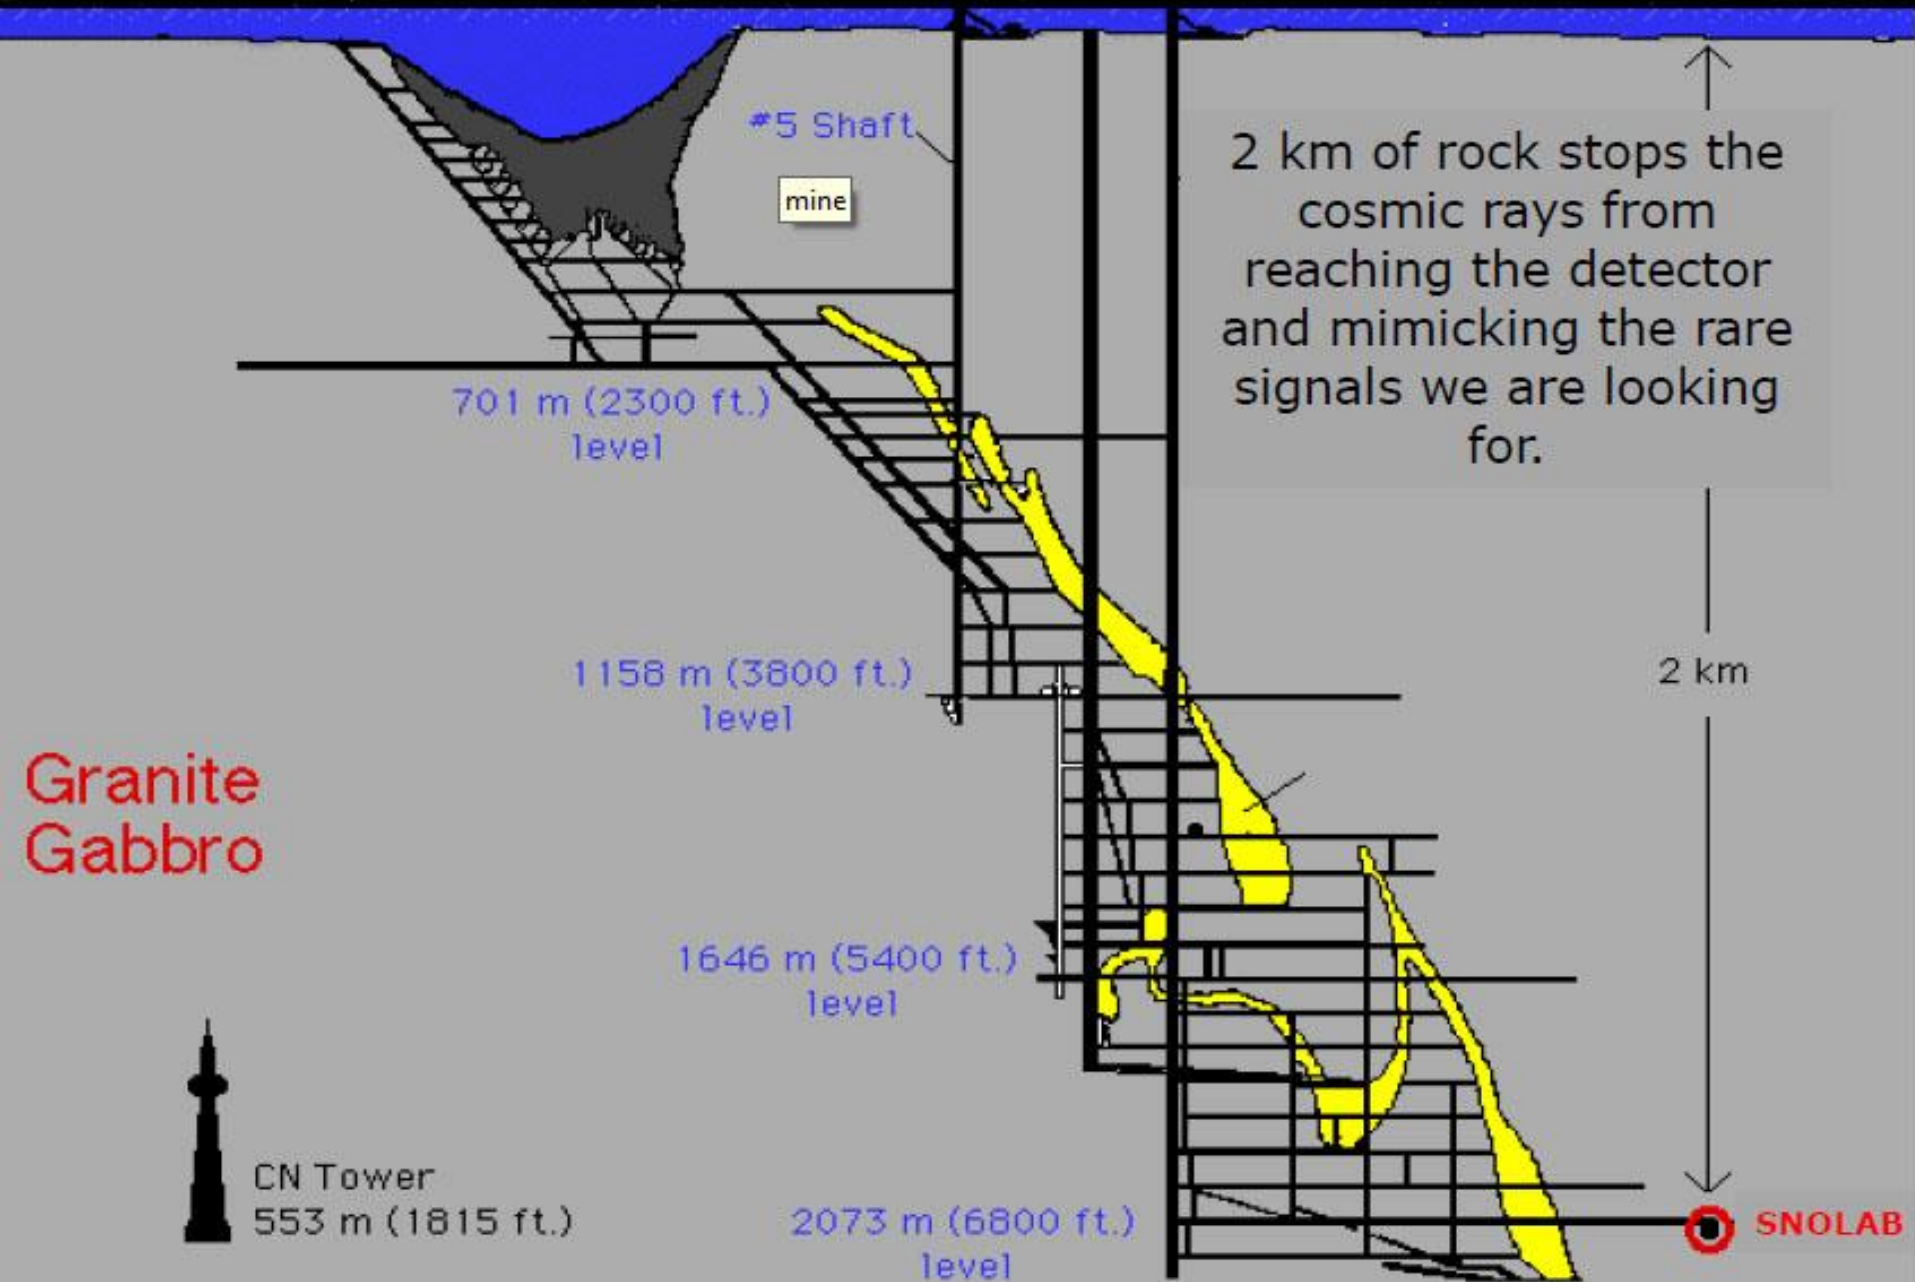 #5 Shaft
mine
2 km of rock stops the
cosmic rays from
reaching the detector
and mimicking the rare
signals we are looking
for.
701 m (2300 ft.)
level
1158 m (3800 ft.)
level
2 km
Granite
Gabbro
1646 m (5400 ft.)
level
CN Tower
553 m (1815 ft.)
2073 m (6800 ft.)
level
SNOLAB